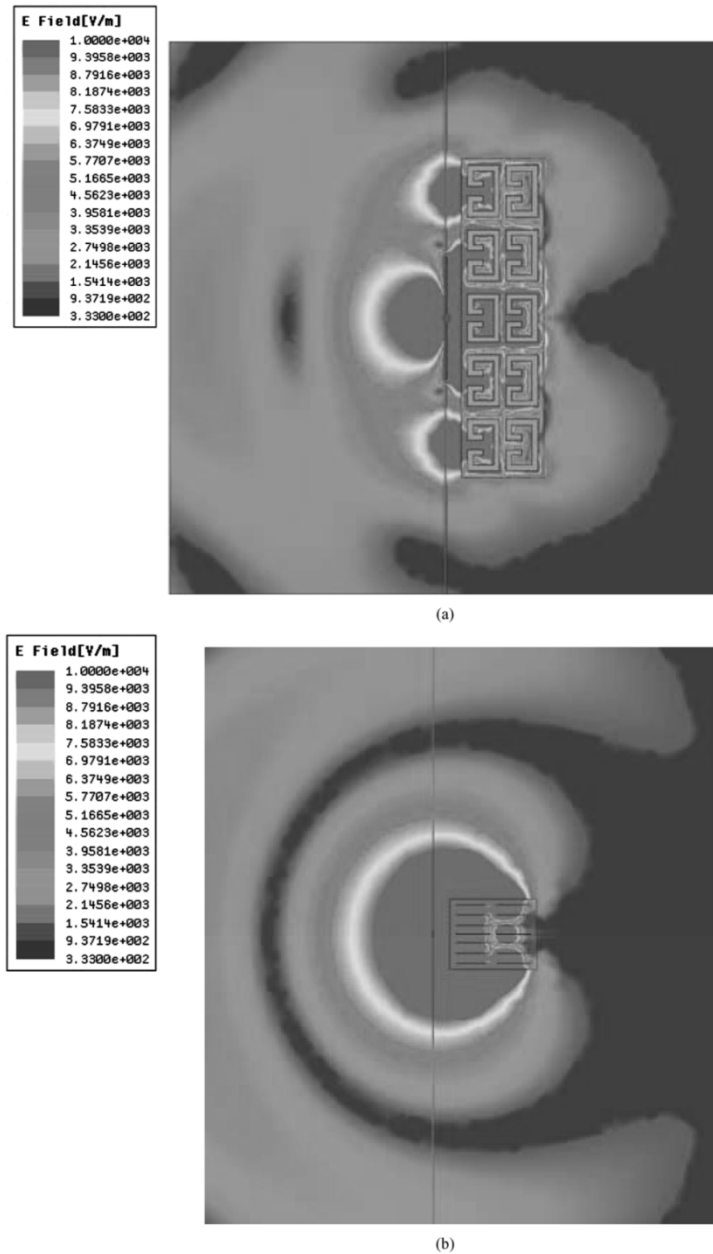 E Field[V/m]
1.0000e+004
9.3958e+003
8.7916e+003
8.1874e+003
7.5833e+003
6.9791e+003
6.3749e+003
5.7707e+003
5.1665e+003
4.5623e+003
3.9581e+003
3.3539e+003
2.7498e+003
2.1456e+003
1.5414e+003
9.3719e+002
3.3300e+002
(a)
E Field[V/m]
1.0000e+004
9.3958e+003
8.7916e+003
8.1874e+003
7.5833e+003
6.9791e+003
6.3749e+003
5.7707e+003
5.1665e+003
4.5623e+003
3.9581e+003
3.3539e+003
2.7498e+003
2.1456e+003
1.5414e+003
9.3719e+002
3.3300e+002
(b)